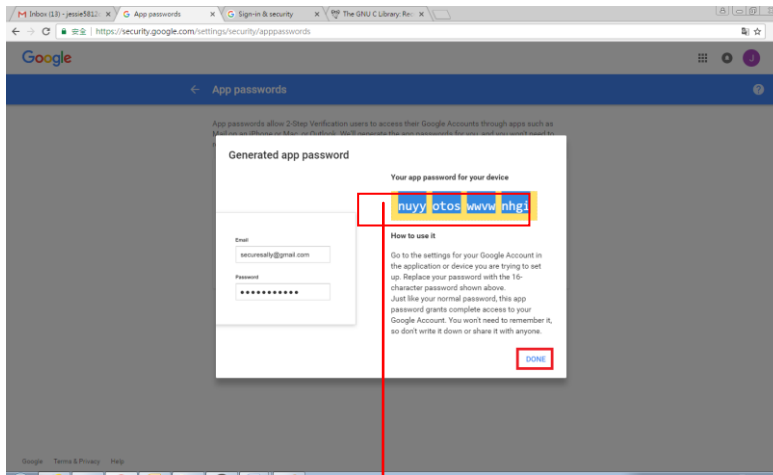 Inbox (13) - jessie5812
App passwords
Sign-in & security
The GNU C Library: Rec
安全 | https://security.google.com/settings/security/apppasswords
Google
J
App passwords
App passwords allow 2-Step Verification users to access their Google Accounts through apps such as
Mail on an iPhone or Mac, or Outlook. We'll generate the app passwords for you, and you won't need to
Generated app password
Your app password for your device
nuyy otos wwvw nhgi
Email
securesally@gmail.com
Password
How to use it
Go to the settings for your Google Account in
the application or device you are trying to set
up. Replace your password with the 16-
character password shown above.
Just like your normal password, this app
password grants complete access to your
Google Account. You won't need to remember it,
so don't write it down or share it with anyone.
DONE
Google Terms & Privacy Help